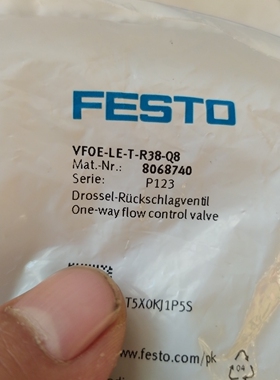 FESTO
VFOE-LE-T-R38-Q8
Mat.-Nr.: 8068740
Serie: P123
Drossel-Rückschlagventil
One-way flow control valve
T5X0KJ1P5S
www.festo.com/pk
04